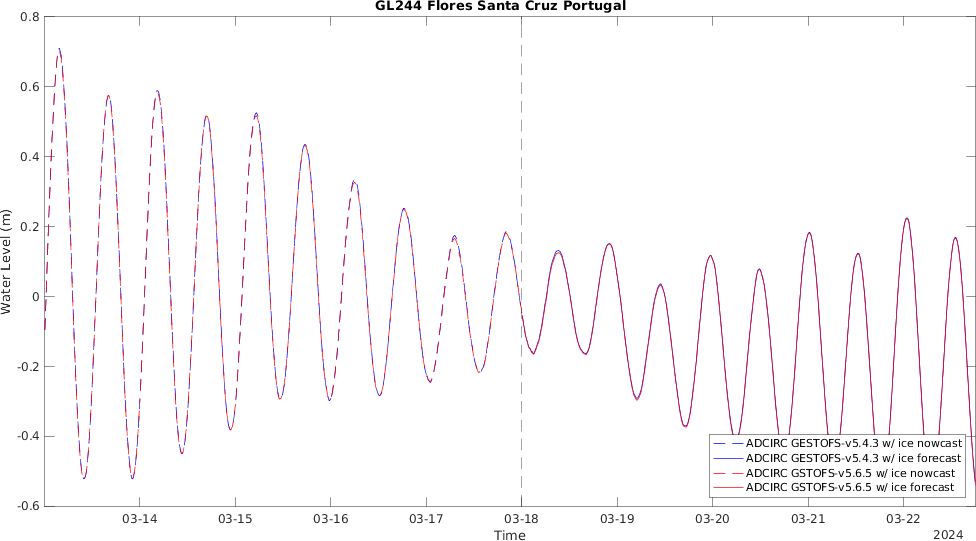 GL244 Flores Santa Cruz Portugal
0.8
0.6
0.4
0.2
0
-0.2
-0.4
-0.6
Water Level (m)
ADCIRC GESTOFS-v5.4.3 w/ ice nowcast
ADCIRC GESTOFS-v5.4.3 w/ ice forecast
ADCIRC GSTOFS-v5.6.5 w/ ice nowcast
ADCIRC GSTOFS-v5.6.5 w/ ice forecast
03-14 03-15 03-16 03-17 03-18 03-19 03-20 03-21 03-22
Time
2024